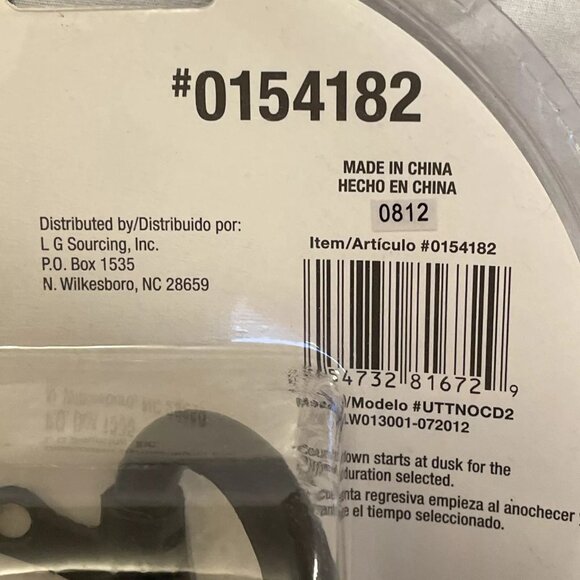 #0154182
MADE IN CHINA
HECHO EN CHINA
0812
Distributed by/Distribuido por:
L G Sourcing, Inc.
P.O. Box 1535
N. Wilkesboro, NC 28659
Item/Artículo #0154182
54732 81672 9
/Modelo #UTTNOCD2
LW013001-072012
down starts at dusk for the
duration selected.
regresiva empieza al anochecer
el tiempo seleccionado.